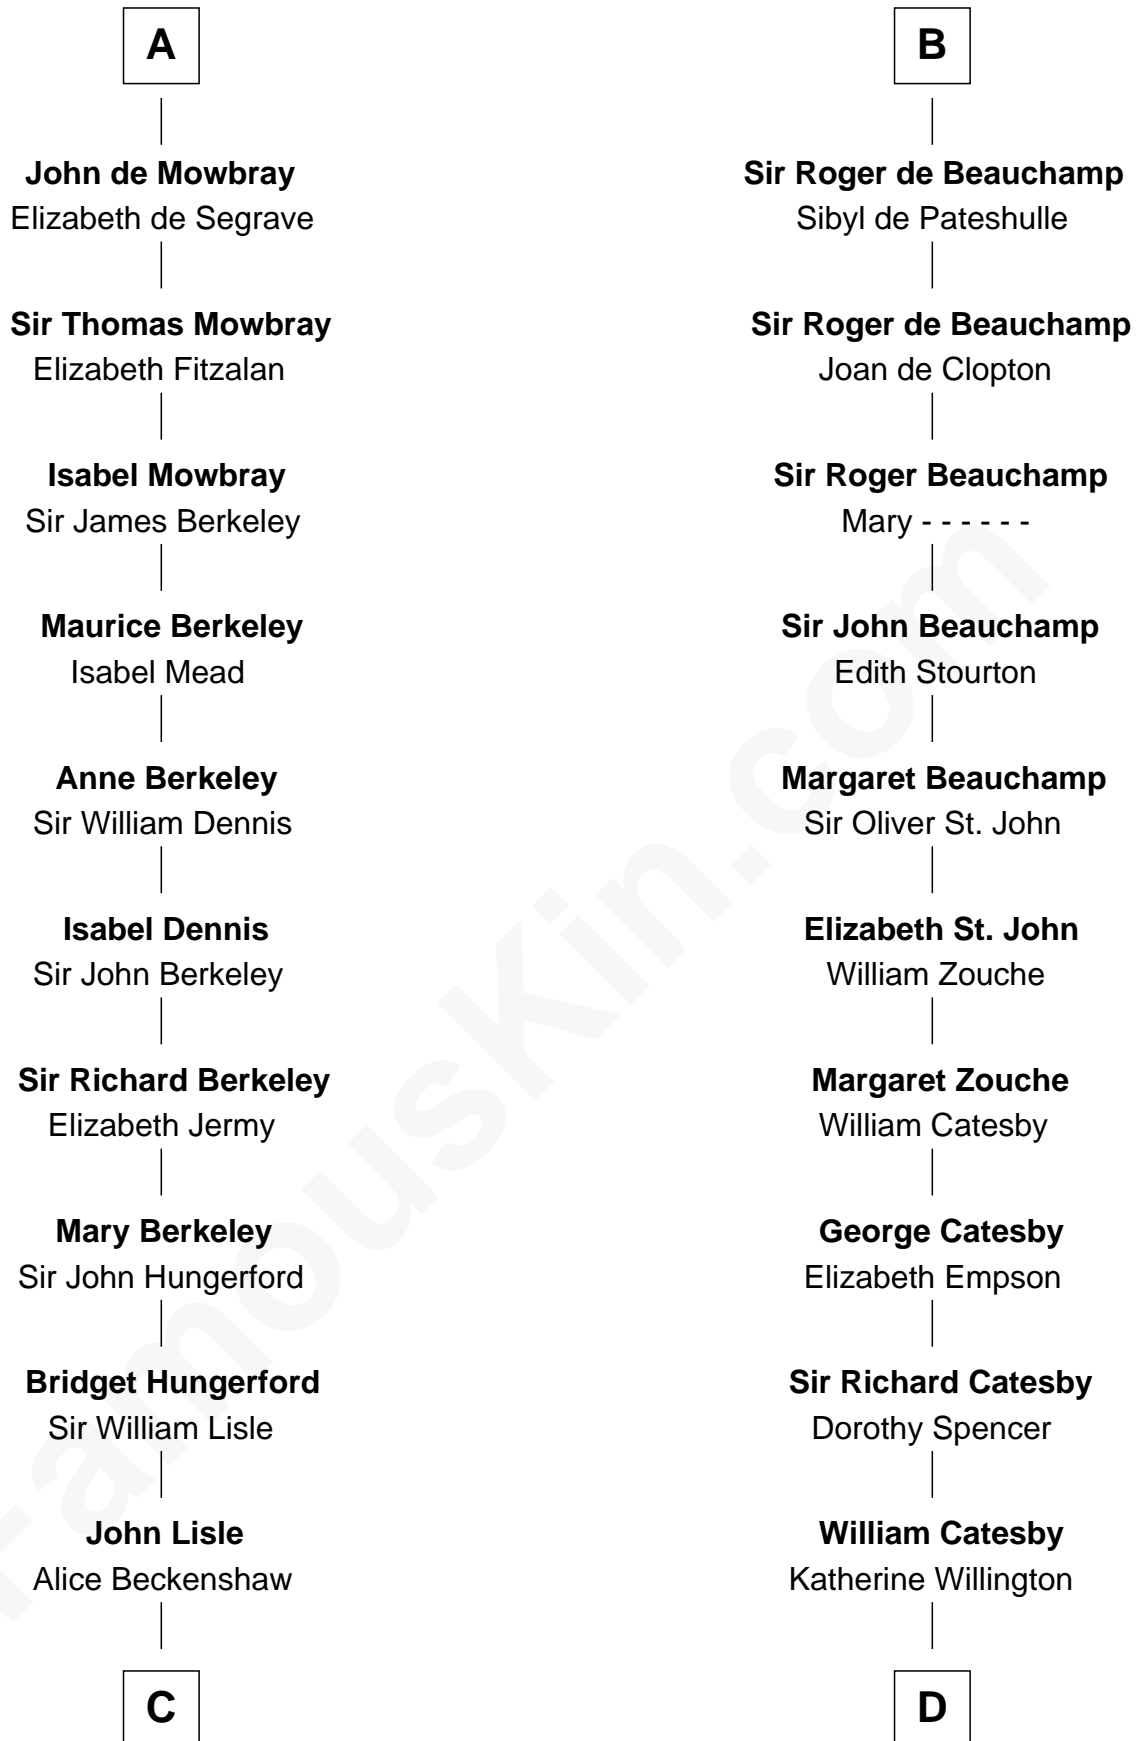 A
John de Mowbray
Elizabeth de Segrave
Sir Thomas Mowbray
Elizabeth Fitzalan
Isabel Mowbray
Sir James Berkeley
Maurice Berkeley
Isabel Mead
Anne Berkeley
Sir William Dennis
Isabel Dennis
Sir John Berkeley
Sir Richard Berkeley
Elizabeth Jermy
Mary Berkeley
Sir John Hungerford
Bridget Hungerford
Sir William Lisle
John Lisle
Alice Beckenshaw
C
B
Sir Roger de Beauchamp
Sibyl de Pateshulle
Sir Roger de Beauchamp
Joan de Clopton
Sir Roger Beauchamp
Mary - - - - - -
Sir John Beauchamp
Edith Stourton
Margaret Beauchamp
Sir Oliver St. John
Elizabeth St. John
William Zouche
Margaret Zouche
William Catesby
George Catesby
Elizabeth Empson
Sir Richard Catesby
Dorothy Spencer
William Catesby
Katherine Willington
D
FamousKin.com